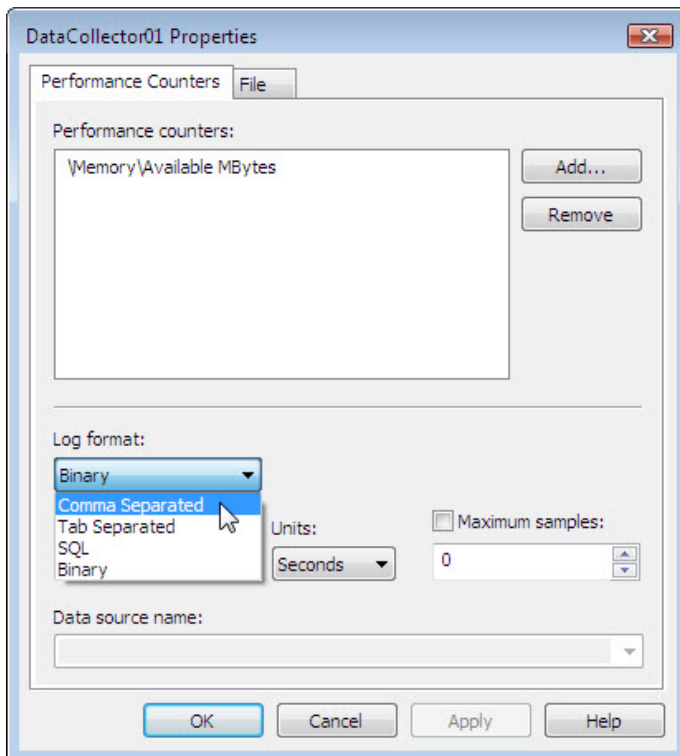 DataCollector01 Properties
Performance Counters
File
Performance counters:
\Memory\Available MBytes
Add...
Remove
Log format:
Binary
Comma Separated
Tab Separated
SQL
Binary
Units:
Seconds
Maximum samples:
0
Data source name:
OK
Cancel
Apply
Help